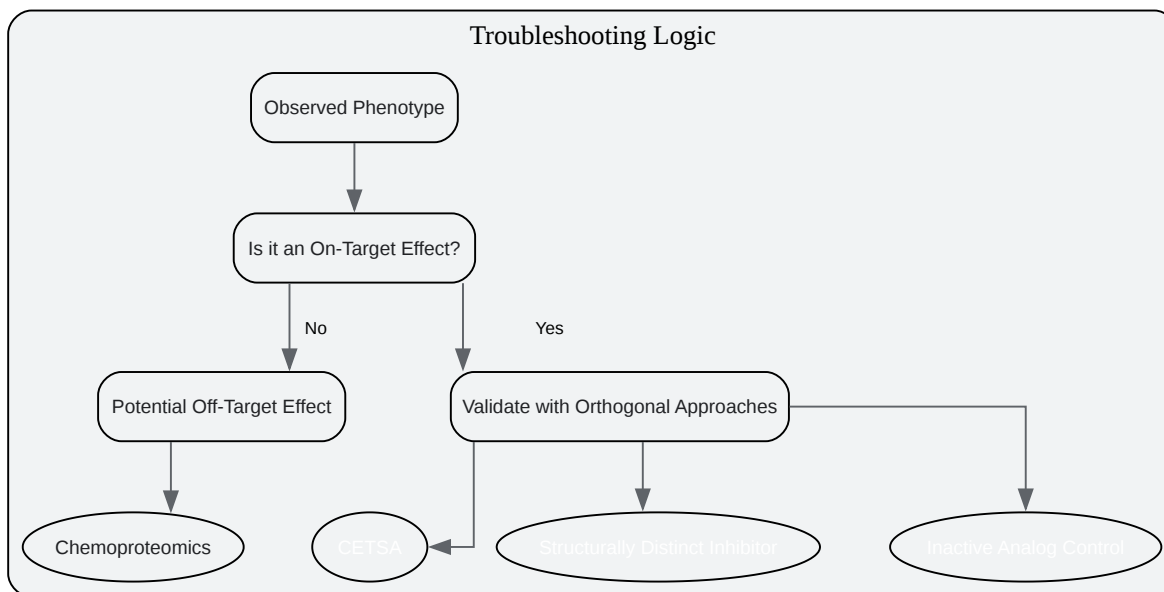 Troubleshooting Logic
Observed Phenotype
Is it an On-Target Effect?
No
Yes
Potential Off-Target Effect
Validate with Orthogonal Approaches
Chemoproteomics
CETSA
Structurally Distinct Inhibitor
Inactive Analog Control